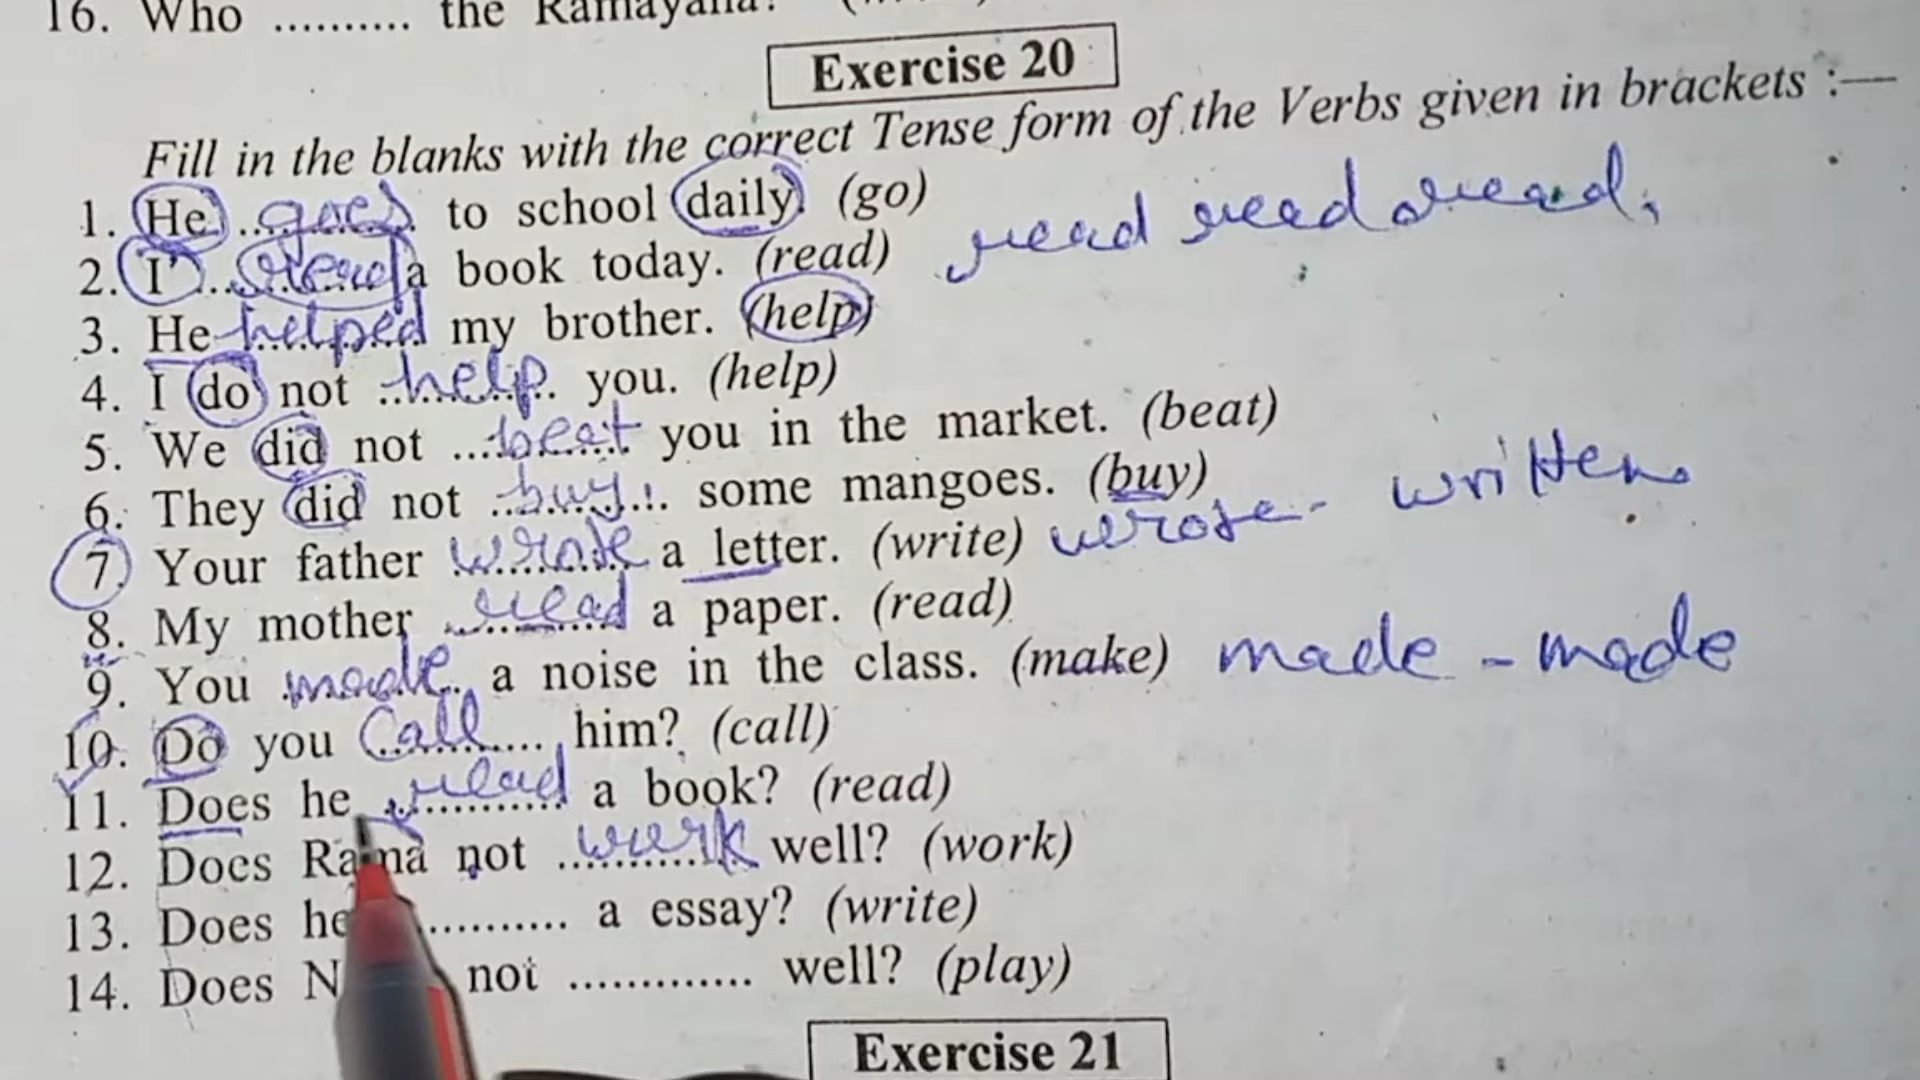 16. Who .......... the Ramayana?
Exercise 20
Fill in the blanks with the correct Tense form of the Verbs given in brackets :—
1. He goes to school daily. (go)
2. I read a book today. (read) read read read.
3. He helped my brother. (help)
4. I do not help you. (help)
5. We did not beat you in the market. (beat)
6. They did not buy some mangoes. (buy)
7. Your father wrote a letter. (write) wrote - written
8. My mother read a paper. (read)
9. You made a noise in the class. (make) made - made
10. Do you Call him? (call)
11. Does he read a book? (read)
12. Does Rama not work well? (work)
13. Does he .......... a essay? (write)
14. Does not ............. well? (play)
Exercise 21